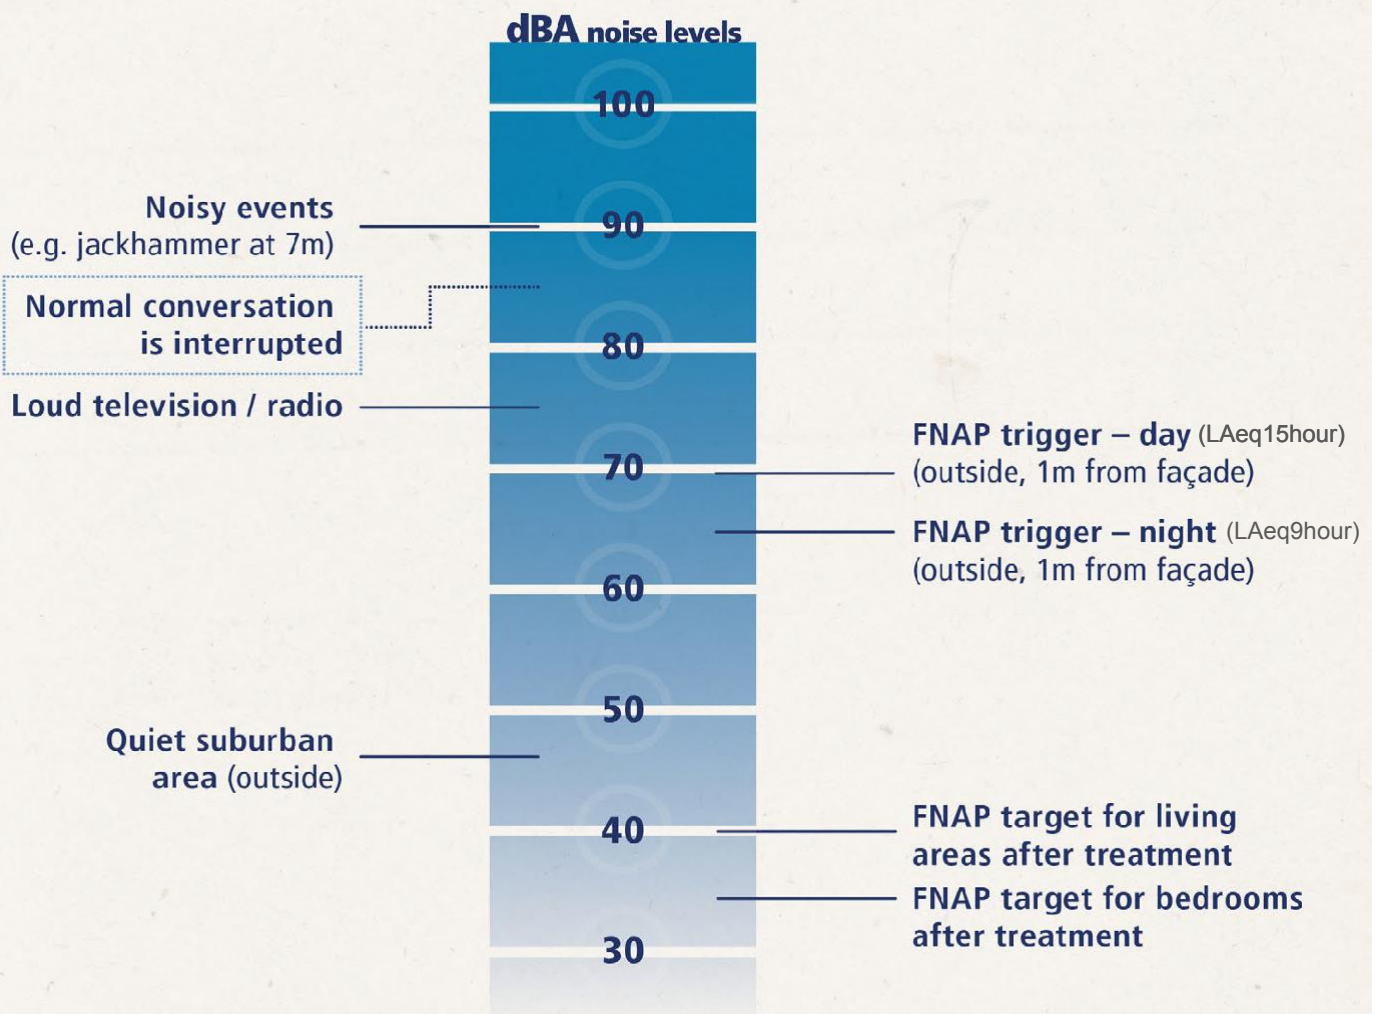 dBA noise levels
100
90
80
70
60
50
40
30
Noisy events
(e.g. jackhammer at 7m)
Normal conversation
is interrupted
Loud television / radio
Quiet suburban
area (outside)
FNAP trigger – day (LAeq15hour)
(outside, 1m from façade)
FNAP trigger – night (LAeq9hour)
(outside, 1m from façade)
FNAP target for living
areas after treatment
FNAP target for bedrooms
after treatment